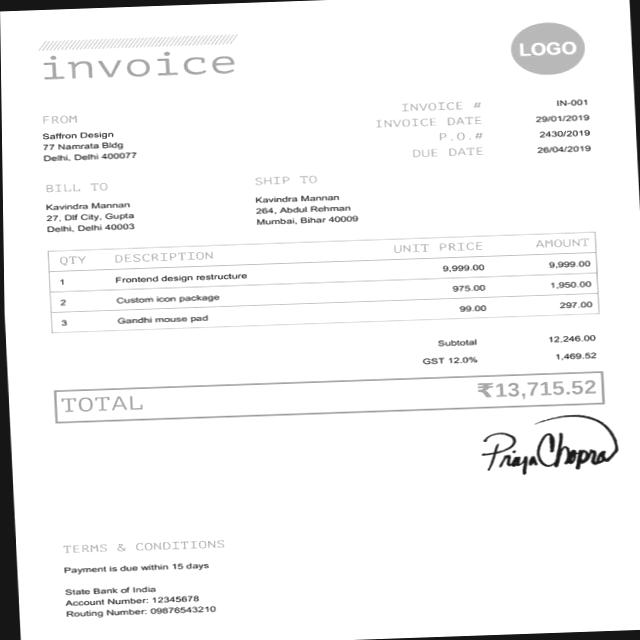 invoice
LOGO
FROM
Saffron Design
77 Namrata Bldg
Delhi, Delhi 400077
INVOICE # IN-001
INVOICE DATE 29/01/2019
P.O.# 2430/2019
DUE DATE 26/04/2019
BILL TO
Kavindra Mannan
27, Dlf City, Gupta
Delhi, Delhi 40003
SHIP TO
Kavindra Mannan
264, Abdul Rehman
Mumbai, Bihar 40009
QTY DESCRIPTION UNIT PRICE AMOUNT
1 Frontend design restructure 9,999.00 9,999.00
2 Custom icon package 975.00 1,950.00
3 Gandhi mouse pad 99.00 297.00
Subtotal 12,246.00
GST 12.0% 1,469.52
TOTAL ₹13,715.52
Priya Chopra
TERMS & CONDITIONS
Payment is due within 15 days
State Bank of India
Account Number: 12345678
Routing Number: 09876543210